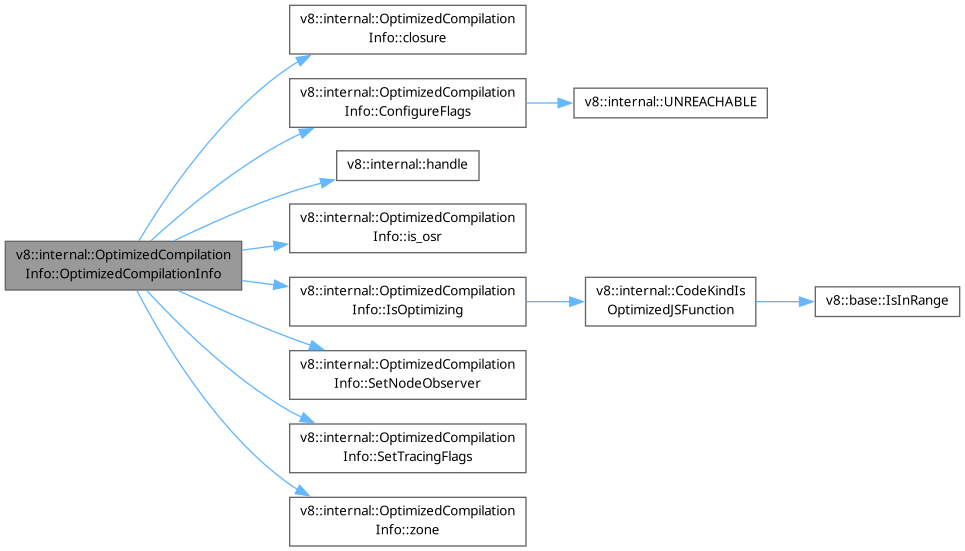 v8::internal::OptimizedCompilation
Info::OptimizedCompilationInfo
v8::internal::OptimizedCompilation
Info::closure
v8::internal::OptimizedCompilation
Info::ConfigureFlags
v8::internal::UNREACHABLE
v8::internal::handle
v8::internal::OptimizedCompilation
Info::is_osr
v8::internal::OptimizedCompilation
Info::IsOptimizing
v8::internal::CodeKindIs
OptimizedJSFunction
v8::base::IsInRange
v8::internal::OptimizedCompilation
Info::SetNodeObserver
v8::internal::OptimizedCompilation
Info::SetTracingFlags
v8::internal::OptimizedCompilation
Info::zone